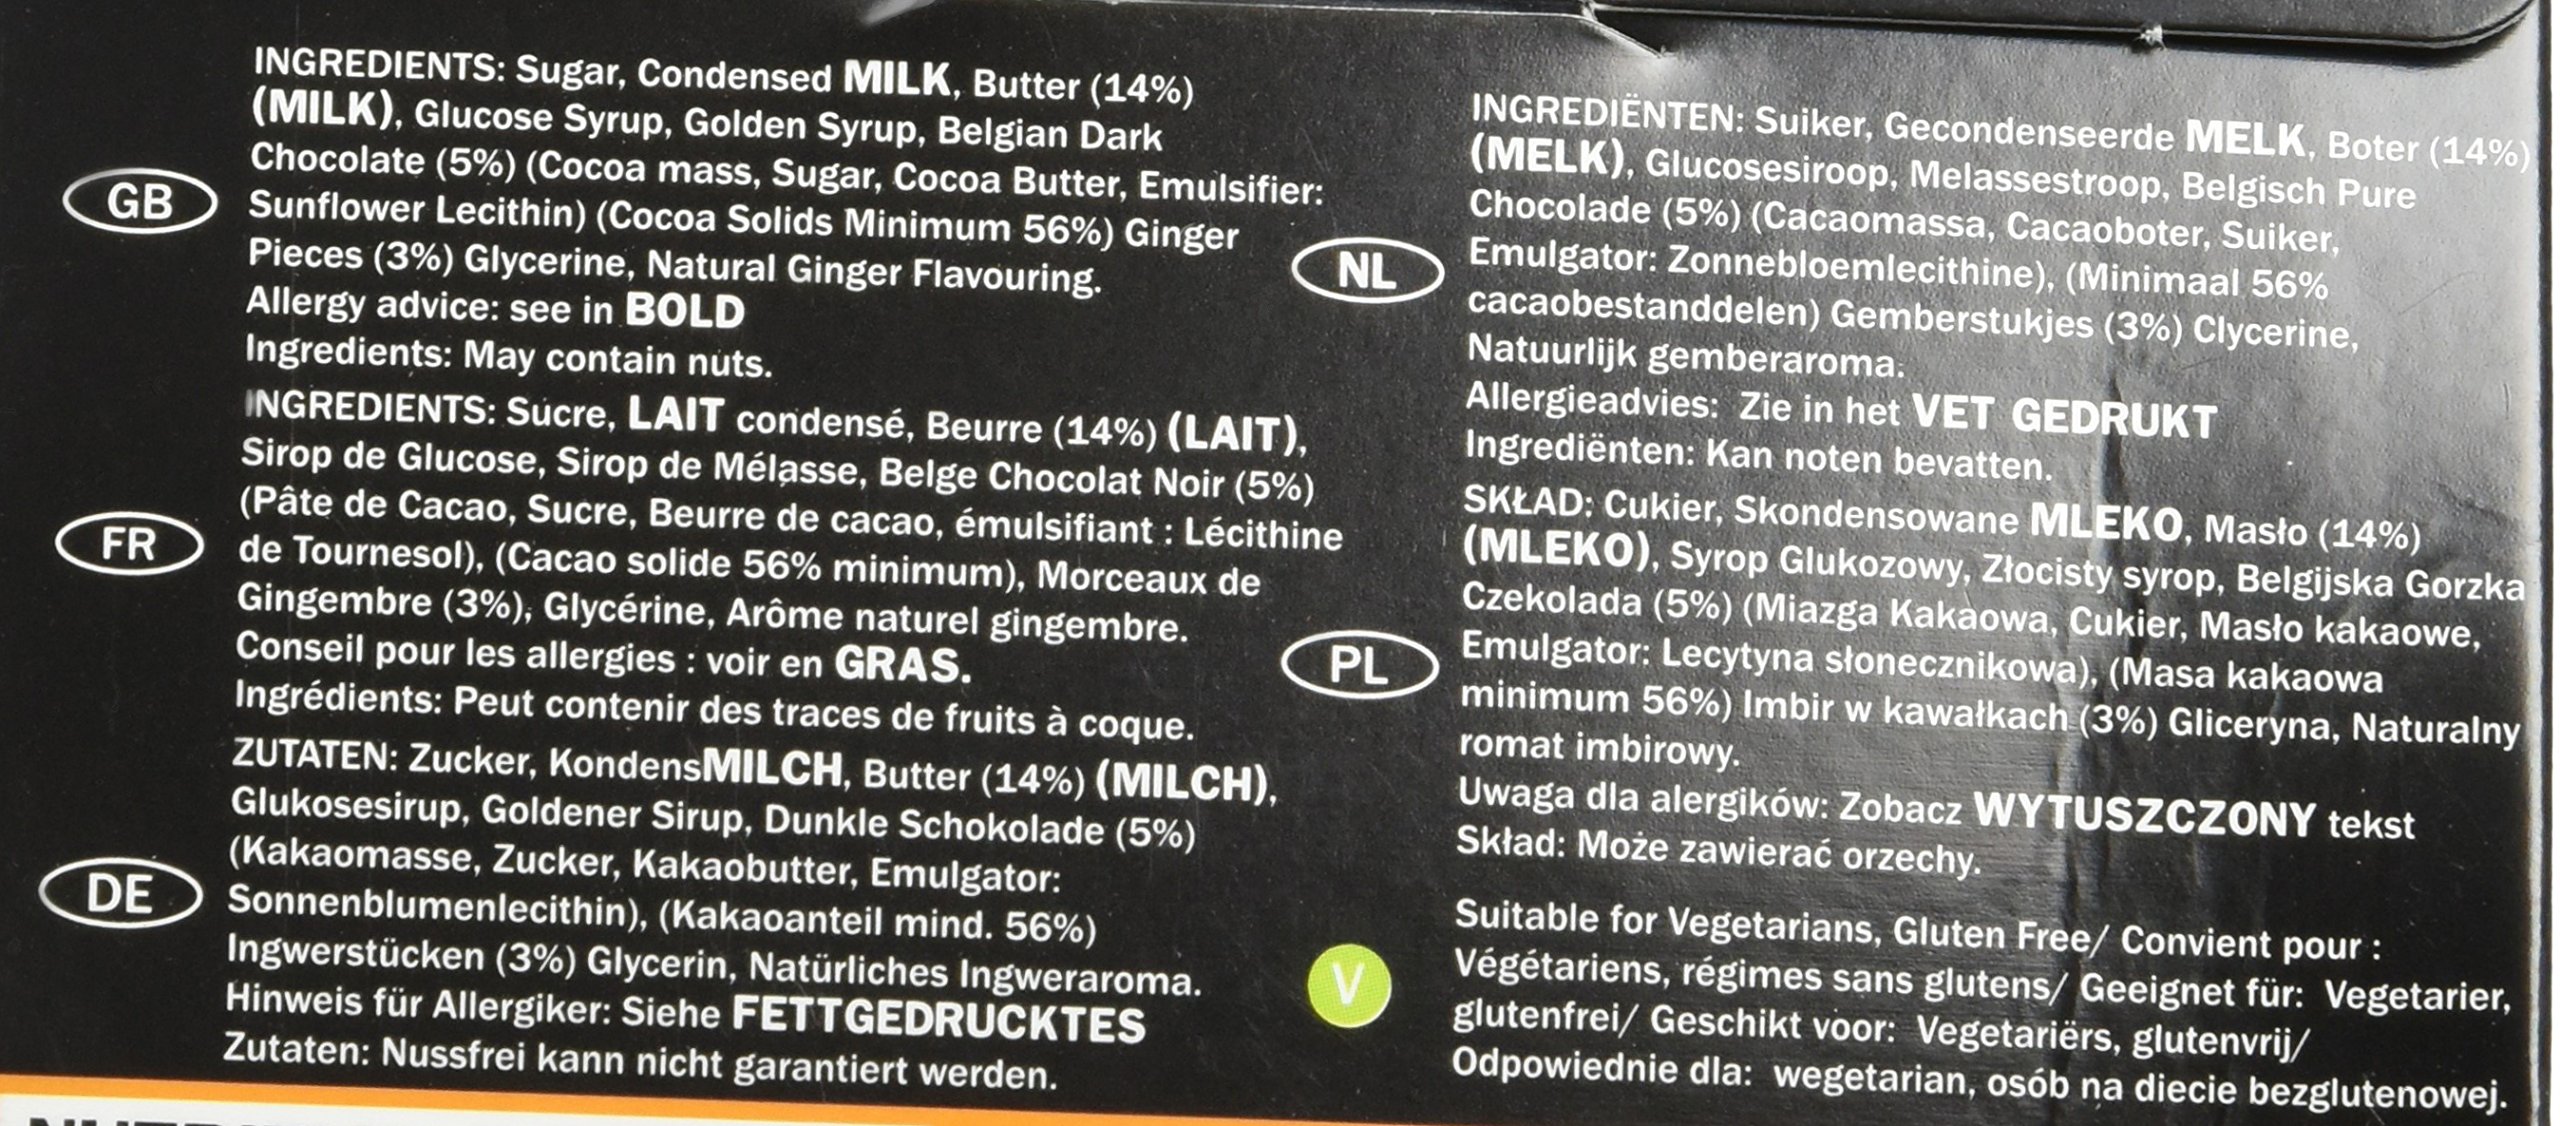 GB
INGREDIENTS: Sugar, Condensed MILK, Butter (14%)
(MILK), Glucose Syrup, Golden Syrup, Belgian Dark
Chocolate (5%) (Cocoa mass, Sugar, Cocoa Butter, Emulsifier:
Sunflower Lecithin) (Cocoa Solids Minimum 56%) Ginger
Pieces (3%) Glycerine, Natural Ginger Flavouring.
Allergy advice: see in BOLD
Ingredients: May contain nuts.
FR
INGREDIENTS: Sucre, LAIT condensé, Beurre (14%) (LAIT),
Sirop de Glucose, Sirop de Mélasse, Belge Chocolat Noir (5%)
(Pâte de Cacao, Sucre, Beurre de cacao, émulsifiant : Lécithine
de Tournesol), (Cacao solide 56% minimum), Morceaux de
Gingembre (3%), Glycérine, Arôme naturel gingembre.
Conseil pour les allergies : voir en GRAS.
Ingrédients: Peut contenir des traces de fruits à coque.
DE
ZUTATEN: Zucker, KondensMILCH, Butter (14%) (MILCH),
Glukosesirup, Goldener Sirup, Dunkle Schokolade (5%)
(Kakaomasse, Zucker, Kakaobutter, Emulgator:
Sonnenblumenlecithin), (Kakaoanteil mind. 56%)
Ingwerstücken (3%) Glycerin, Natürliches Ingweraroma.
Hinweis für Allergiker: Siehe FETTGEDRUCKTES
Zutaten: Nussfrei kann nicht garantiert werden.
NL
INGREDIËNTEN: Suiker, Gecondenseerde MELK, Boter (14%)
(MELK), Glucosesiroop, Melassestroop, Belgisch Pure
Chocolade (5%) (Cacaomassa, Cacaoboter, Suiker,
Emulgator: Zonnebloemlecithine), (Minimaal 56%
cacaobestanddelen) Gemberstukjes (3%) Clycerine,
Natuurlijk gemberaroma.
Allergieadvies: Zie in het VET GEDRUKT
Ingrediënten: Kan noten bevatten.
PL
SKŁAD: Cukier, Skondensowane MLEKO, Masło (14%)
(MLEKO), Syrop Glukozowy, Złocisty syrop, Belgijska Gorzka
Czekolada (5%) (Miazga Kakaowa, Cukier, Masło kakaowe,
Emulgator: Lecytyna słonecznikowa), (Masa kakaowa
minimum 56%) Imbir w kawałkach (3%) Gliceryna, Naturalny
romat imbirowy.
Uwaga dla alergików: Zobacz WYTUSZCZONY tekst
Skład: Może zawierać orzechy.
V
Suitable for Vegetarians, Gluten Free/ Convient pour :
Végétariens, régimes sans glutens/ Geeignet für: Vegetarier,
glutenfrei/ Geschikt voor: Vegetariërs, glutenvrij/
Odpowiednie dla: wegetarian, osób na diecie bezglutenowej.